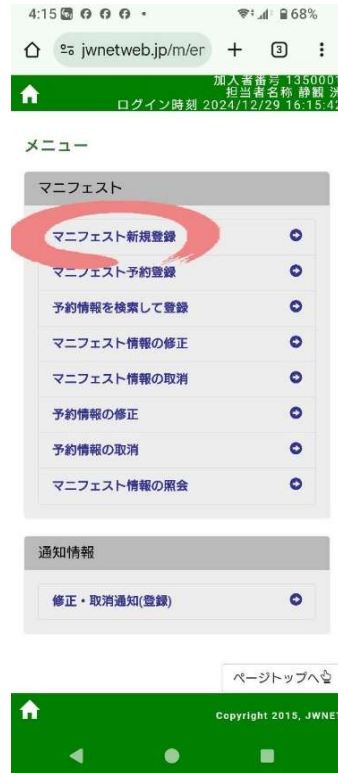 4:15 68%
jwnetweb.jp/m/er
3
加入者番号 1350001
担当者名称 静観 洸
ログイン時刻 2024/12/29 16:15:42
メニュー
マニフェスト
マニフェスト新規登録
マニフェスト予約登録
予約情報を検索して登録
マニフェスト情報の修正
マニフェスト情報の取消
予約情報の修正
予約情報の取消
マニフェスト情報の照会
通知情報
修正・取消通知(登録)
ページトップへ
Copyright 2015, JWNET